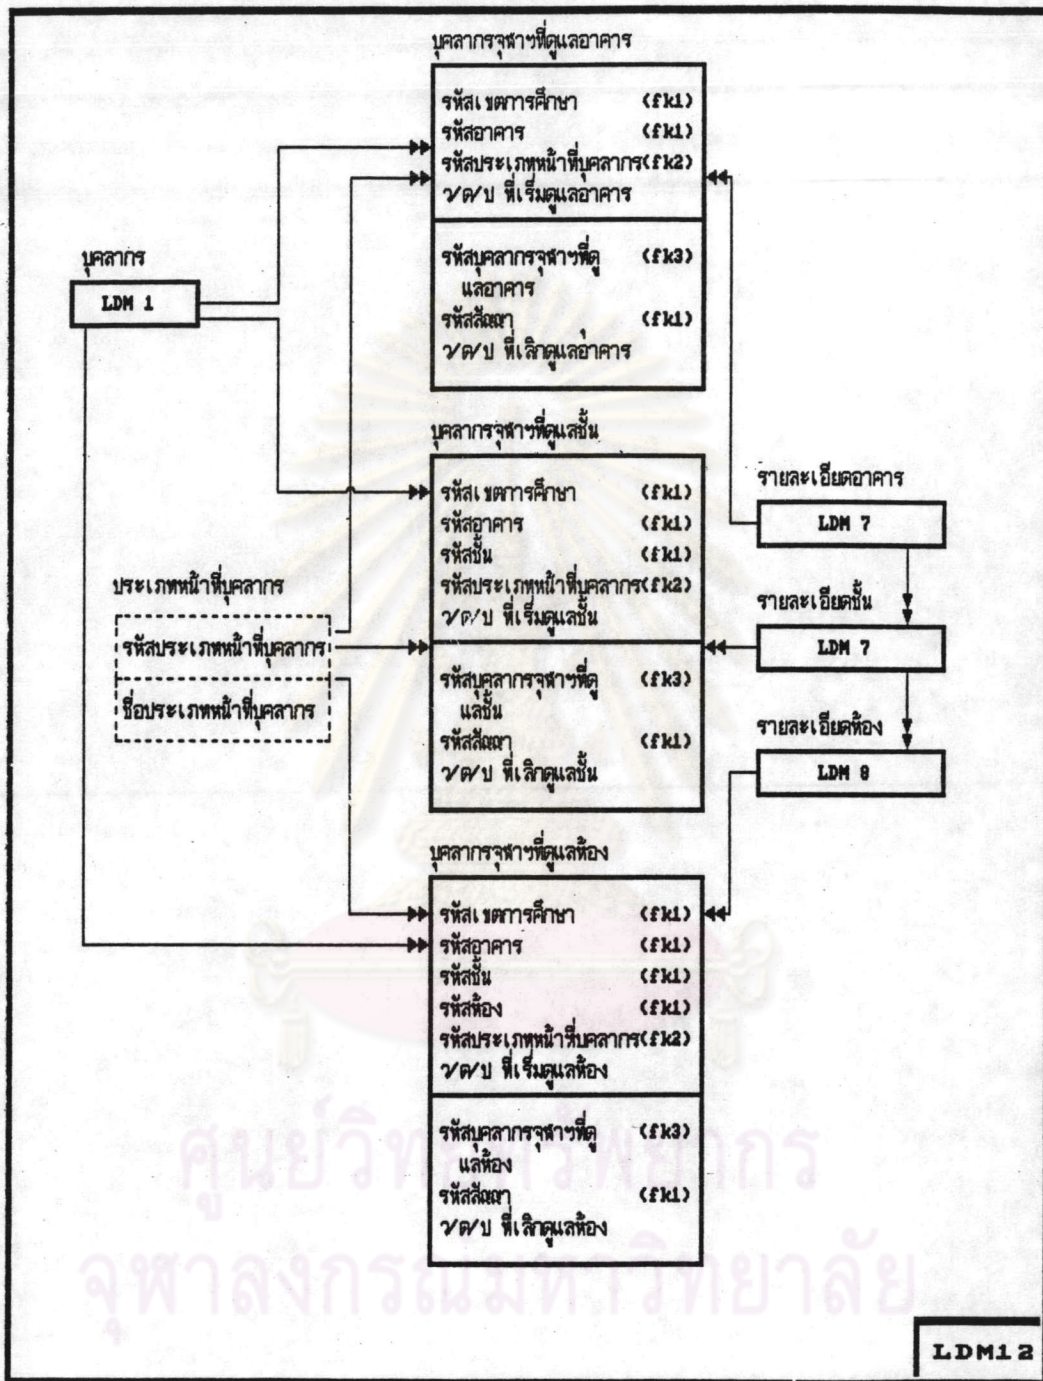 บุคลากรจุฬาฯที่ดูแลอาคาร
รหัสเขตการศึกษา (fk1)
รหัสอาคาร (fk1)
รหัสประเภทหน้าที่บุคลากร(fk2)
ว/ด/ป ที่เริ่มดูแลอาคาร
รหัสบุคลากรจุฬาฯที่ดู (fk3)
แลอาคาร
รหัสสัญญา (fk1)
ว/ด/ป ที่เลิกดูแลอาคาร
บุคลากร
LDM 1
บุคลากรจุฬาฯที่ดูแลชั้น
รหัสเขตการศึกษา (fk1)
รหัสอาคาร (fk1)
รหัสชั้น (fk1)
รหัสประเภทหน้าที่บุคลากร(fk2)
ว/ด/ป ที่เริ่มดูแลชั้น
รหัสบุคลากรจุฬาฯที่ดู (fk3)
แลชั้น
รหัสสัญญา (fk1)
ว/ด/ป ที่เลิกดูแลชั้น
รายละเอียดอาคาร
LDM 7
รายละเอียดชั้น
LDM 7
รายละเอียดห้อง
LDM 8
ประเภทหน้าที่บุคลากร
รหัสประเภทหน้าที่บุคลากร
ชื่อประเภทหน้าที่บุคลากร
บุคลากรจุฬาฯที่ดูแลห้อง
รหัสเขตการศึกษา (fk1)
รหัสอาคาร (fk1)
รหัสชั้น (fk1)
รหัสห้อง (fk1)
รหัสประเภทหน้าที่บุคลากร(fk2)
ว/ด/ป ที่เริ่มดูแลห้อง
รหัสบุคลากรจุฬาฯที่ดู (fk3)
แลห้อง
รหัสสัญญา (fk1)
ว/ด/ป ที่เลิกดูแลห้อง
ศูนย์วิทยทรัพยากร
จุฬาลงกรณ์มหาวิทยาลัย
LDM12